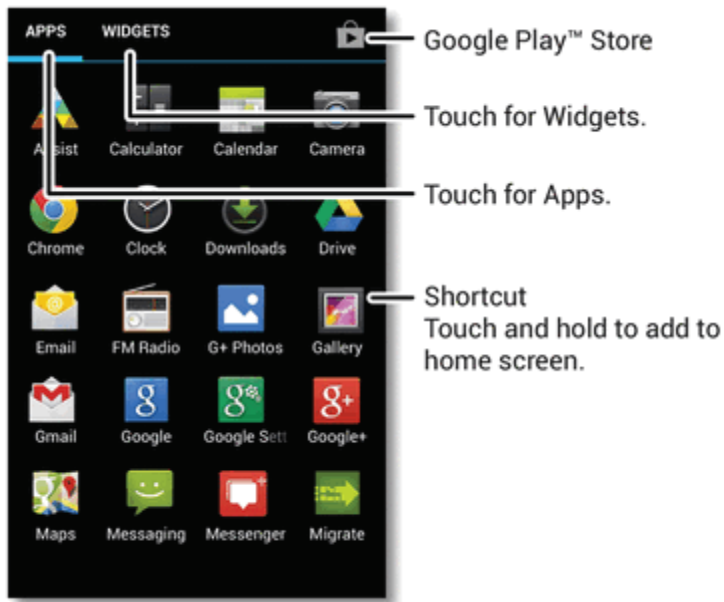 APPS WIDGETS
Google Play™ Store
Touch for Widgets.
Assist Calculator Calendar Camera
Touch for Apps.
Chrome Clock Downloads Drive
Shortcut
Touch and hold to add to
home screen.
Email FM Radio G+ Photos Gallery
Gmail Google Google Sett Google+
Maps Messaging Messenger Migrate